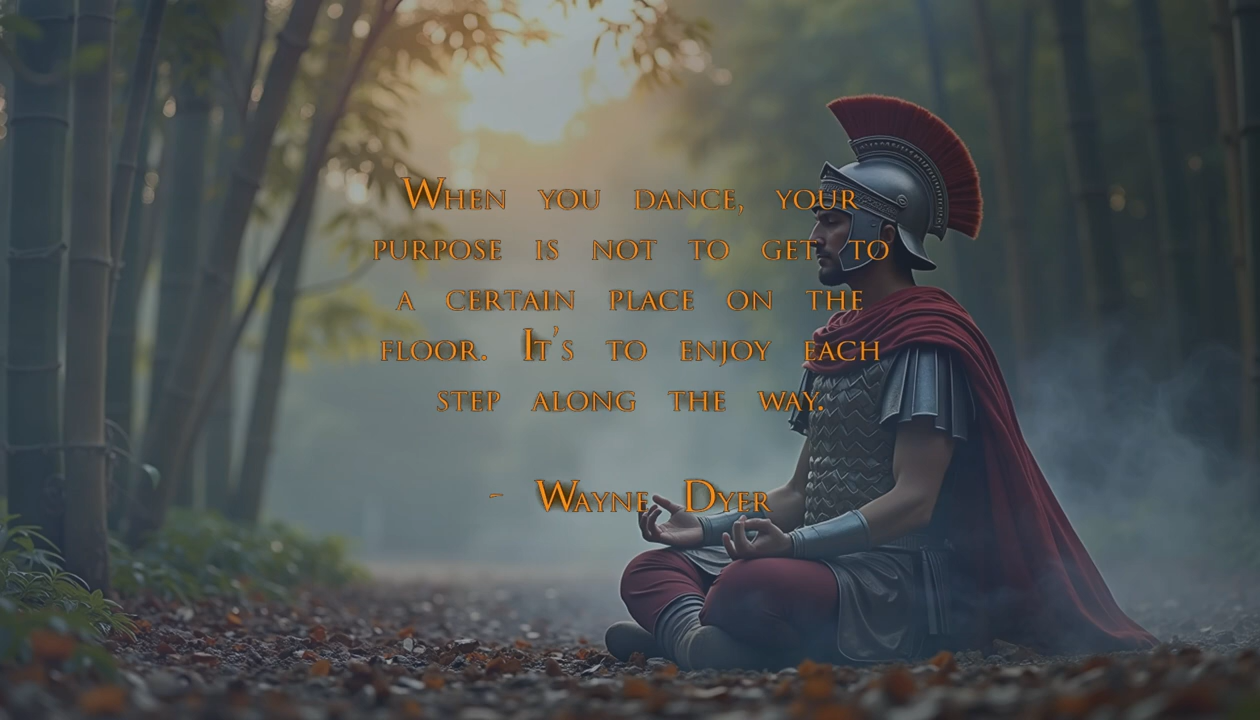 When you dance, your
purpose is not to get to
a certain place on the
floor. It's to enjoy each
step along the way.
- Wayne Dyer